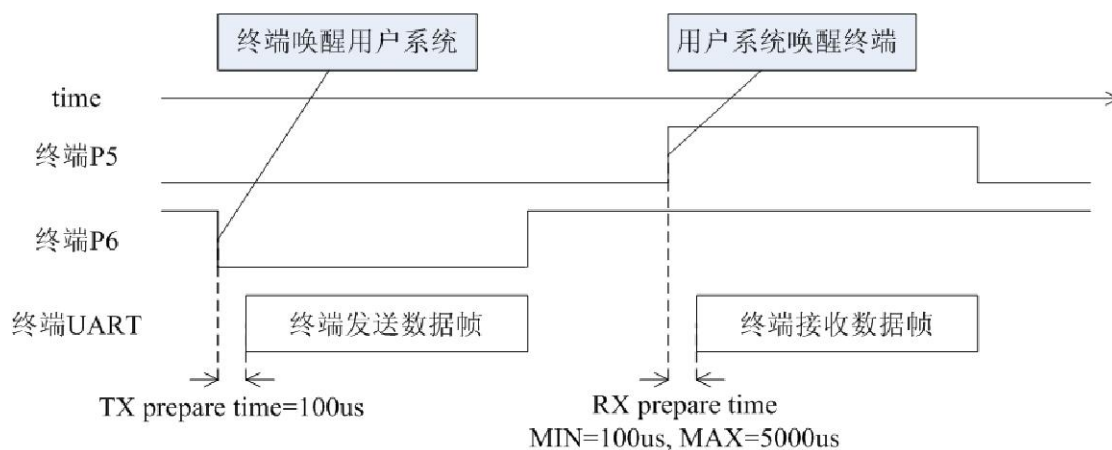 终端唤醒用户系统
用户系统唤醒终端
time
终端P5
终端P6
终端UART
终端发送数据帧
终端接收数据帧
TX prepare time=100us
RX prepare time
MIN=100us, MAX=5000us